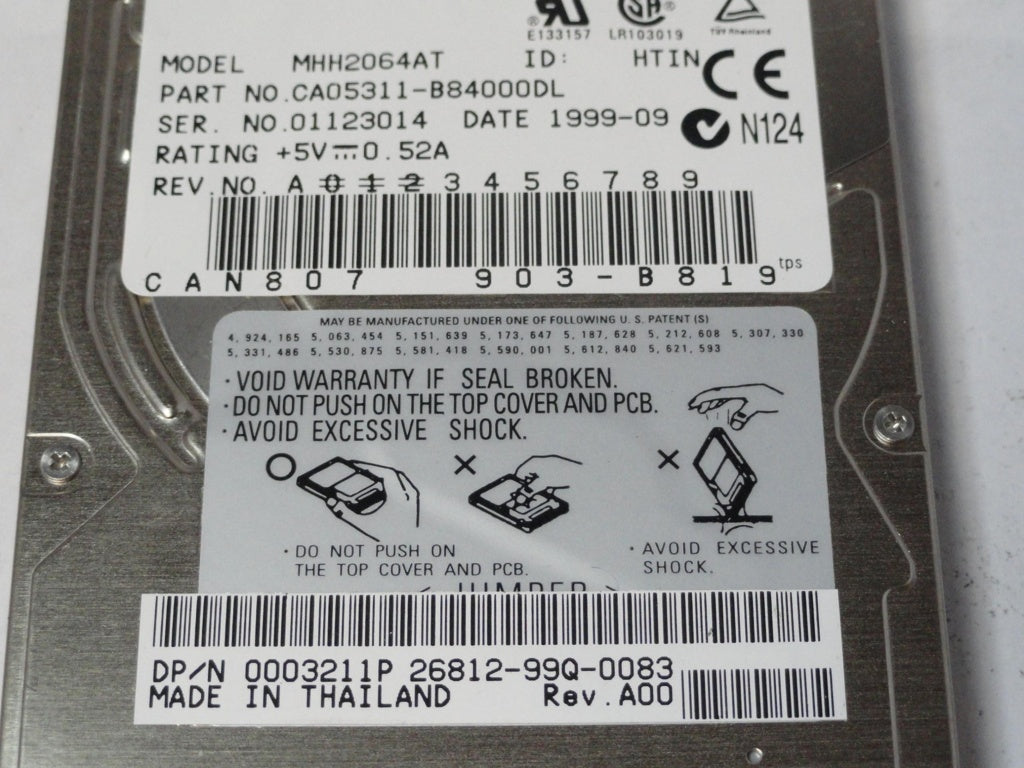 E133157 LR103019 TÜV Rheinland
MODEL MHH2064AT ID: HTIN
PART NO.CA05311-B84000DL
SER. NO.01123014 DATE 1999-09
N124
RATING +5V⎓0.52A
REV.NO. A 0 1 2 3 4 5 6 7 8 9
CAN807 903-B819 tps
MAY BE MANUFACTURED UNDER ONE OF FOLLOWING U.S. PATENT (S)
4, 924, 165 5, 063, 454 5, 151, 639 5, 173, 647 5, 187, 628 5, 212, 608 5, 307, 330
5, 331, 486 5, 530, 875 5, 581, 418 5, 590, 001 5, 612, 840 5, 621, 593
· VOID WARRANTY IF SEAL BROKEN.
· DO NOT PUSH ON THE TOP COVER AND PCB.
· AVOID EXCESSIVE SHOCK.
· DO NOT PUSH ON
THE TOP COVER AND PCB.
· AVOID EXCESSIVE
SHOCK.
JUMPER
DP/N 0003211P 26812-99Q-0083
MADE IN THAILAND Rev.A00